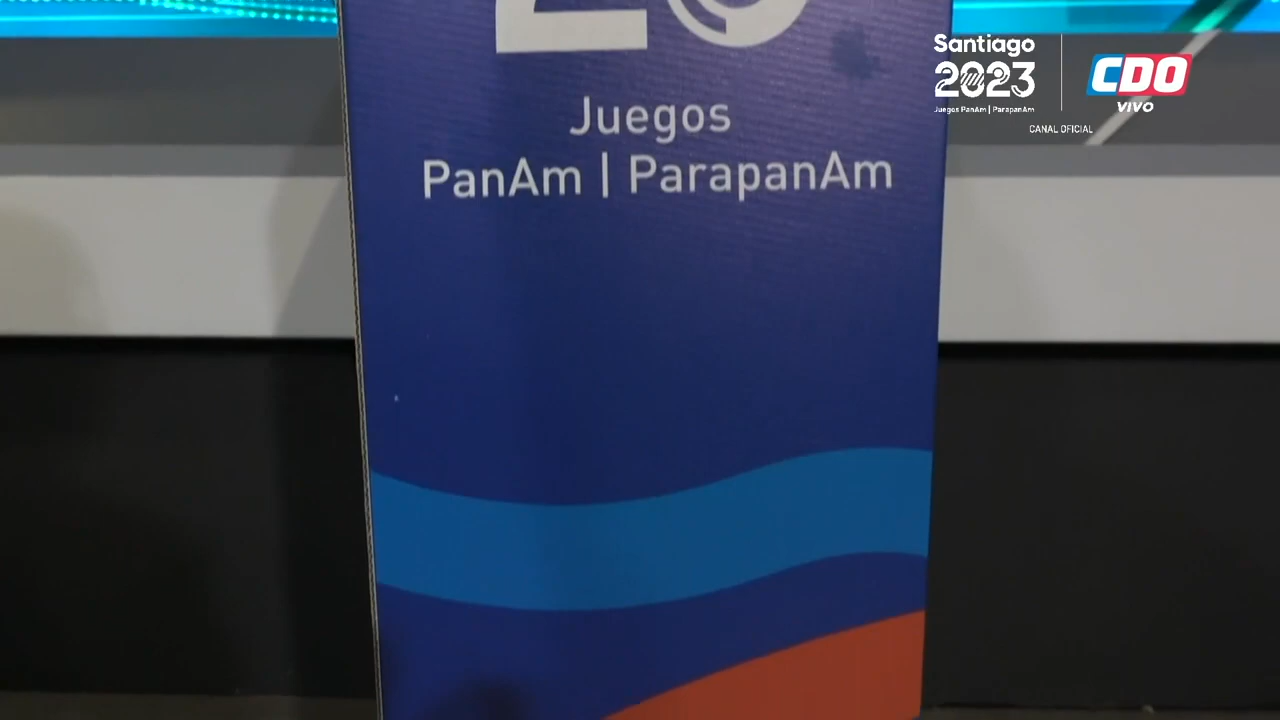 Juegos
PanAm | ParapanAm
Santiago
2023
Juegos PanAm | ParapanAm
CDO
VIVO
CANAL OFICIAL